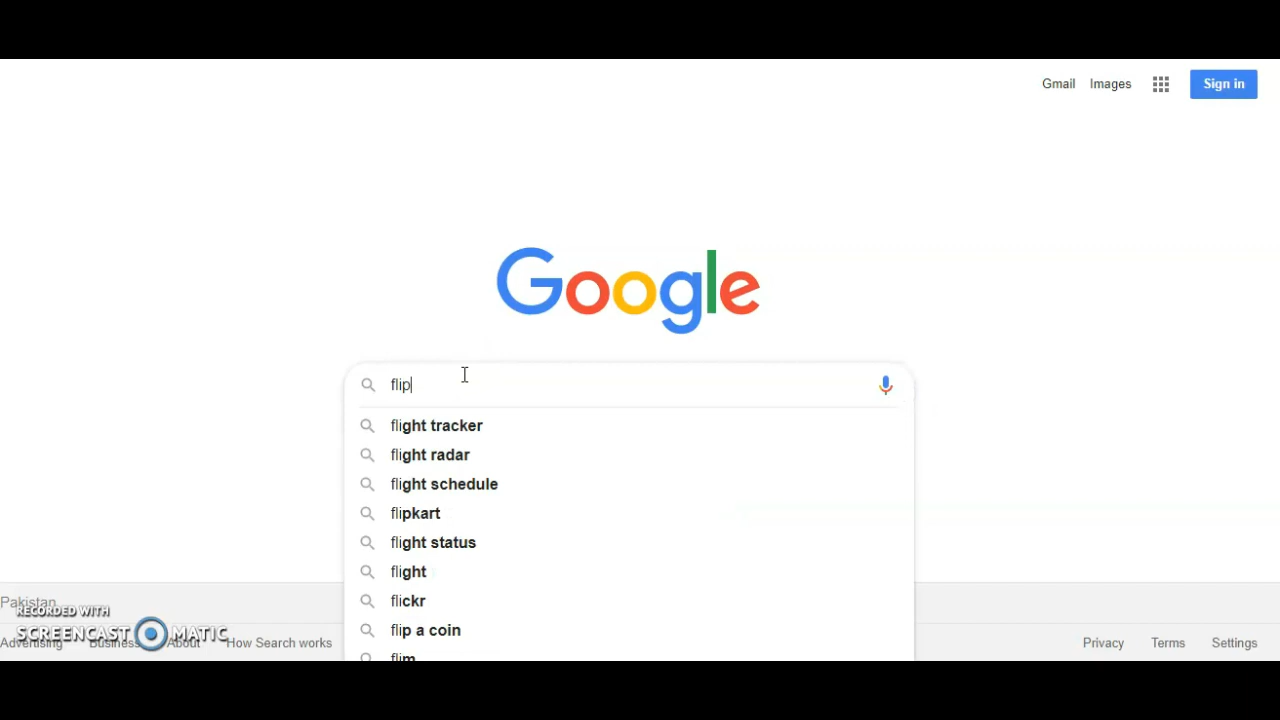 Gmail Images Sign in
Google
flip
flight tracker
flight radar
flight schedule
flipkart
flight status
flight
flickr
flip a coin
flim
Pakistan
RECORDED WITH
SCREENCAST MATIC
Advertising Business About How Search works Privacy Terms Settings